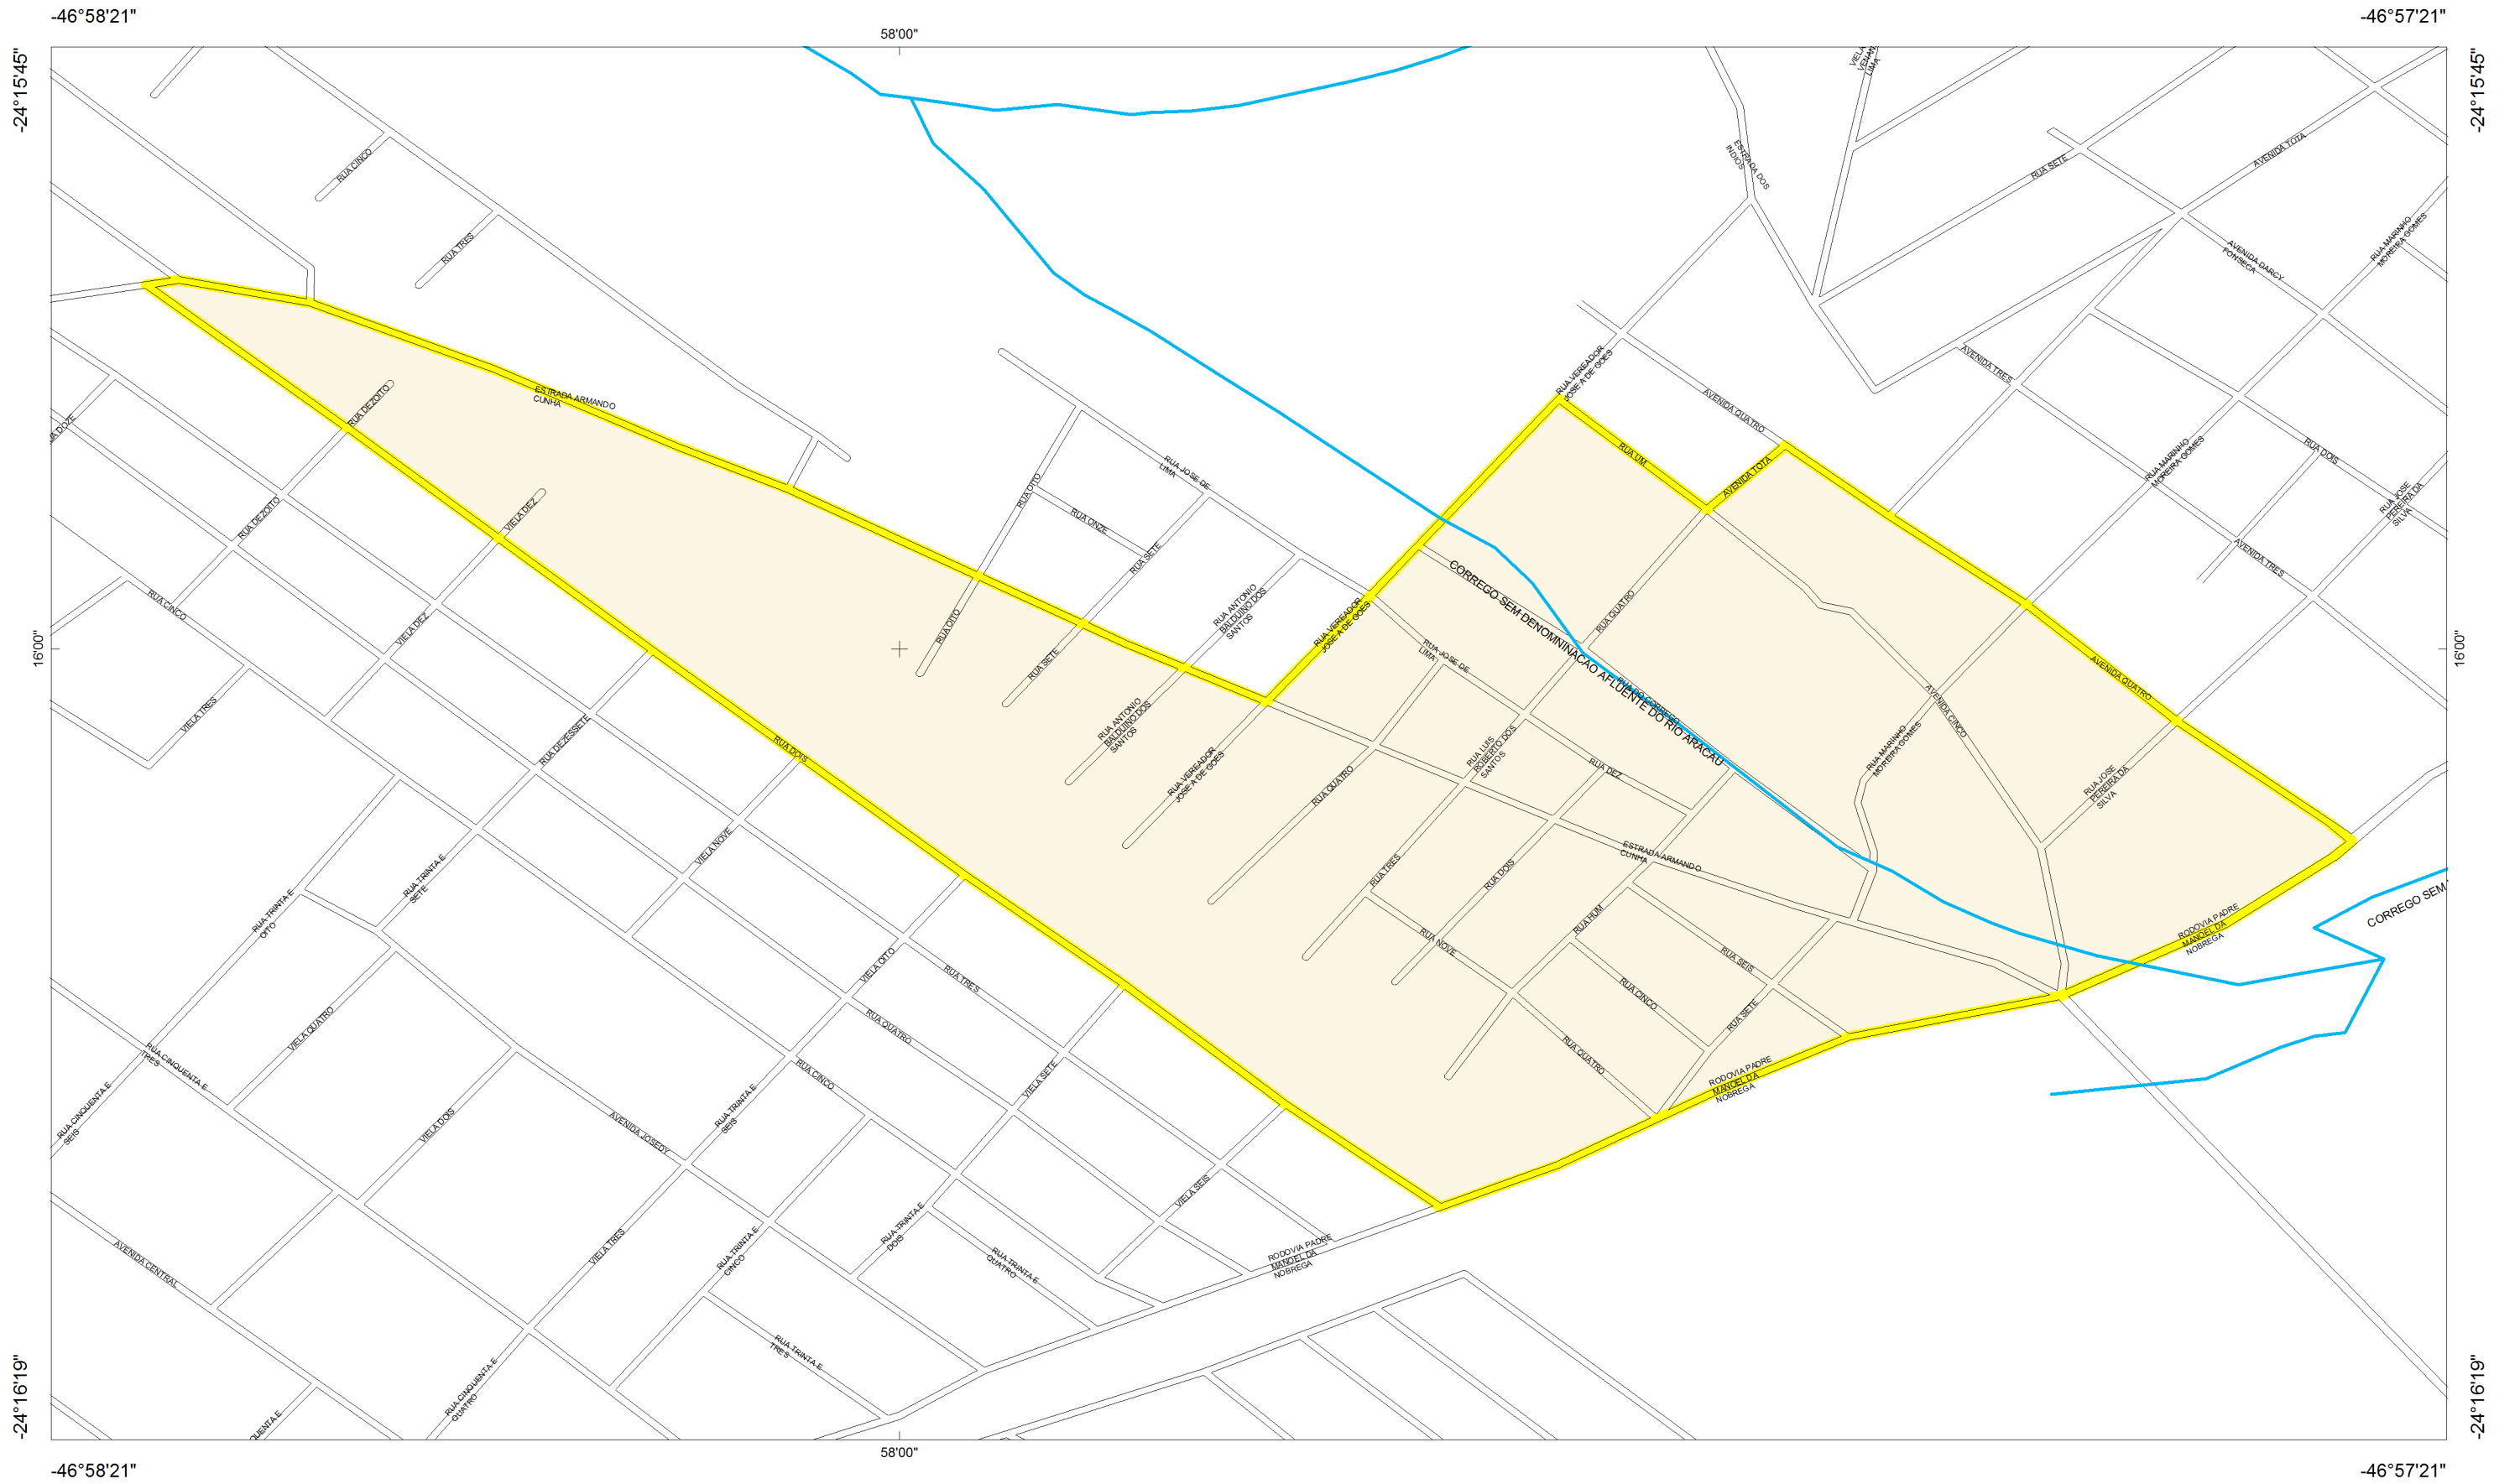 -46°58'21"
-46°57'21"
58'00"
-24°15'45"
-24°15'45"
VIELA
VENAN
LIMA
RUA CINCO
ESTRADA DOS
INDIOS
AVENIDA TOTA
RUA SETE
RUA TRES
RUA MARINHO
MOREIRA GOMES
AVENIDA DARCY
FONSECA
ESTRADA ARMANDO
CUNHA
RUA DEZOITO
UA DOZE
RUA VEREADOR
JOSE A DE GOES
AVENIDA TRES
AVENIDA QUATRO
RUA UM
AVENIDA TOTA
RUA DOIS
RUA MARINHO
MOREIRA GOMES
RUA JOSE
PEREIRA DA
SILVA
RUA JOSE DE
LIMA
RUA OITO
RUA ONZE
RUA SETE
VIELA DEZ
RUA DEZOITO
AVENIDA TRES
RUA CINCO
VIELA DEZ
RUA ANTONIO
BALDUINO DOS
SANTOS
RUA OITO
RUA SETE
RUA VEREADOR
JOSE A DE GOES
CORREGO SEM DENOMNINACAO AFLUENTE DO RIO ARACAU
RUA QUATRO
RUA JOSE DE
LIMA
RUA DO CORREGO
16'00"
16'00"
AVENIDA QUATRO
AVENIDA CINCO
VIELA TRES
RUA DEZESSETE
RUA DOIS
RUA ANTONIO
BALDUINO DOS
SANTOS
RUA VEREADOR
JOSE A DE GOES
RUA QUATRO
RUA LUIS
ROBERTO DOS
SANTOS
RUA DEZ
RUA MARINHO
MOREIRA GOMES
RUA JOSE
PEREIRA DA
SILVA
VIELA NOVE
RUA TRINTA E
SETE
RUA TRES
RUA DOIS
ESTRADA ARMANDO
CUNHA
RUA TRINTA E
OITO
RUA HUM
RUA NOVE
RUA SEIS
RODOVIA PADRE
MANOEL DA
NOBREGA
CORREGO SEM
VIELA OITO
RUA TRES
RUA CINCO
RUA SETE
VIELA QUATRO
RUA QUATRO
RUA QUATRO
RUA CINQUENTA E
TRES
RUA CINCO
VIELA SETE
RODOVIA PADRE
MANOEL DA
NOBREGA
RUA CINQUENTA E
SEIS
VIELA DOIS
AVENIDA JOSEDY
RUA TRINTA E
SEIS
VIELA SEIS
RUA TRINTA E
DOIS
VIELA TRES
RUA TRINTA E
CINCO
RUA TRINTA E
QUATRO
RODOVIA PADRE
MANOEL DA
NOBREGA
AVENIDA CENTRAL
RUA TRINTA E
TRES
RUA CINQUENTA E
QUATRO
QUENTA E
-24°16'19"
-24°16'19"
58'00"
-46°58'21"
-46°57'21"